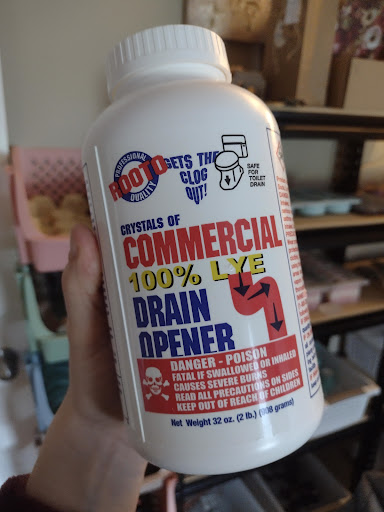 PROFESSIONAL
ROOTO
QUALITY
GETS THE
CLOG
OUT!
SAFE
FOR
TOILET
DRAIN
CRYSTALS OF
COMMERCIAL
100% LYE
DRAIN
OPENER
DANGER - POISON
FATAL IF SWALLOWED OR INHALED
CAUSES SEVERE BURNS
READ ALL PRECAUTIONS ON SIDES
KEEP OUT OF REACH OF CHILDREN
Net Weight 32 oz. (2 lb.) (908 grams)